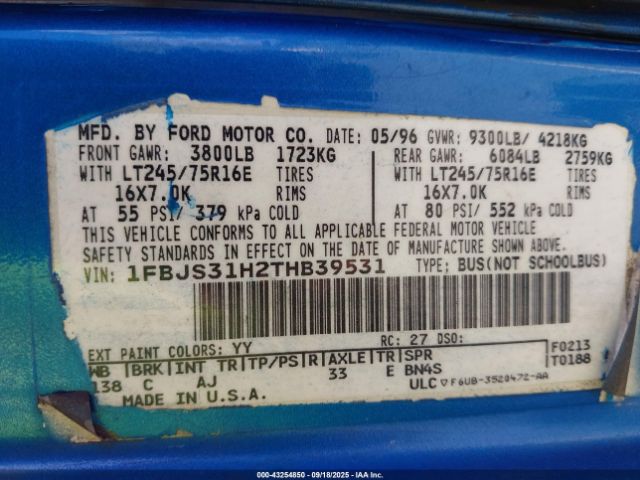 MFD. BY FORD MOTOR CO. DATE: 05/96 GVWR: 9300LB/ 4218KG
FRONT GAWR: 3800LB 1723KG REAR GAWR: 6084LB 2759KG
WITH LT245/75R16E TIRES WITH LT245/75R16E TIRES
16X7.0K RIMS 16X7.0K RIMS
AT 55 PSI/ 379 kPa COLD AT 80 PSI/ 552 kPa COLD
THIS VEHICLE CONFORMS TO ALL APPLICABLE FEDERAL MOTOR VEHICLE
SAFETY STANDARDS IN EFFECT ON THE DATE OF MANUFACTURE SHOWN ABOVE.
VIN: 1FBJS31H2THB39531 TYPE: BUS(NOT SCHOOLBUS)
EXT PAINT COLORS: YY RC: 27 DSO: F0213
WB BRK INT TR TP/PS R AXLE TR SPR T0188
138 C AJ 33 E BN4S
MADE IN U.S.A. ULC F6UB-3520472-AA
000-43254850 - 09/18/2025 - IAA Inc.